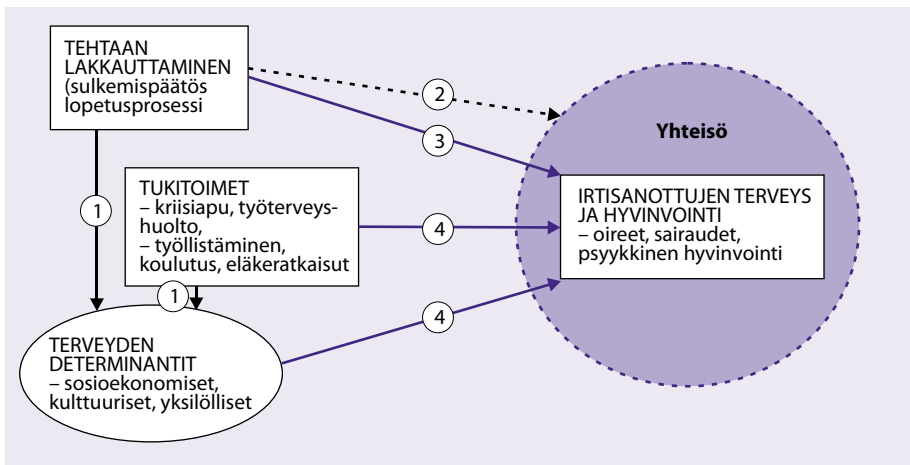 TEHTAAN
LAKKAUTTAMINEN
(sulkemispäätös
lopetusprosessi
2
Yhteisö
3
TUKITOIMET
– kriisiapu, työterveys-
huolto,
– työllistäminen,
koulutus, eläkeratkaisut
1
4
IRTISANOTTUJEN TERVEYS
JA HYVINVOINTI
– oireet, sairaudet,
psyykkinen hyvinvointi
1
4
TERVEYDEN
DETERMINANTIT
– sosioekonomiset,
kulttuuriset, yksilölliset